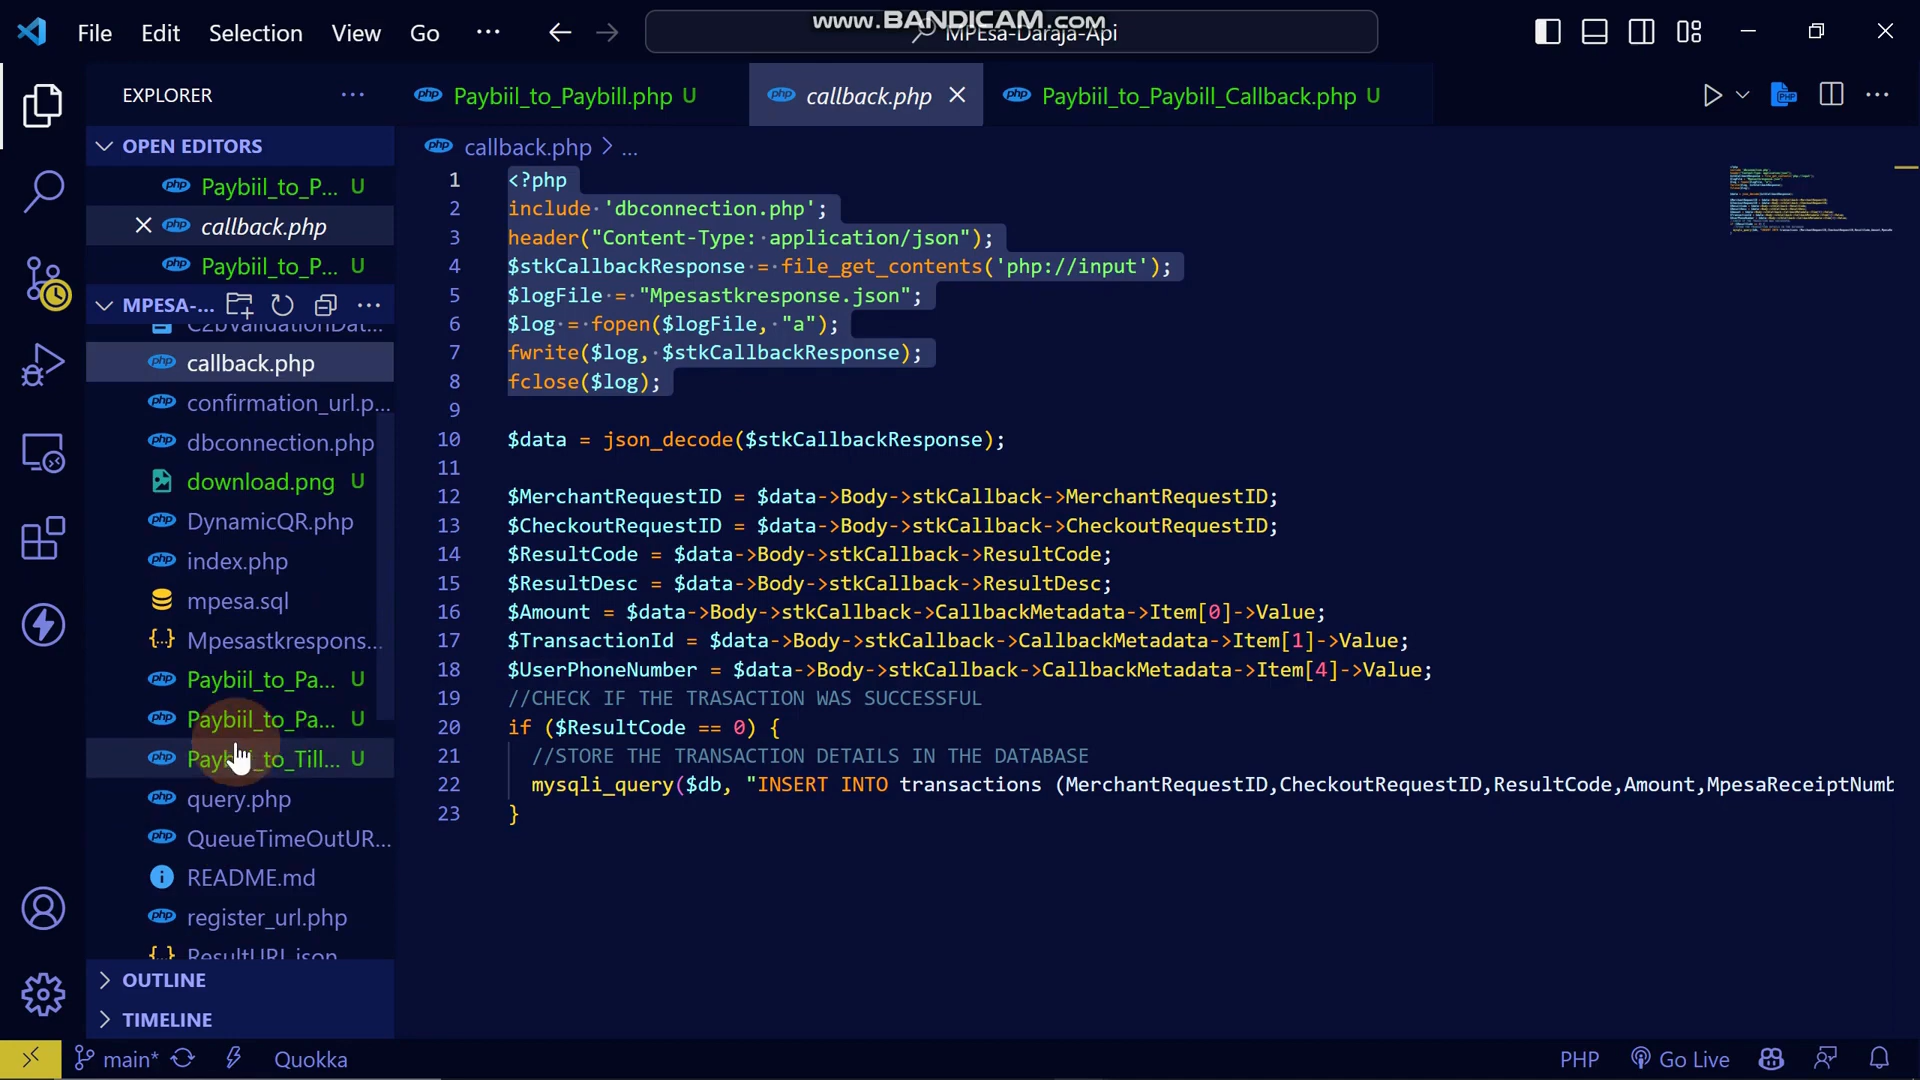 File Edit Selection View Go ... MPEsa-Daraja-Api
www.BANDICAM.com
EXPLORER
Paybiil_to_Paybill.php U
callback.php
Paybiil_to_Paybill_Callback.php U
OPEN EDITORS
Paybiil_to_P... U
callback.php
Paybiil_to_P... U
MPESA-...
C2bValidationDat...
callback.php
confirmation_url.p...
dbconnection.php
download.png U
DynamicQR.php
index.php
mpesa.sql
Mpesastkrespons...
Paybiil_to_Pa... U
Paybiil_to_Pa... U
Paybiil_to_Till... U
query.php
QueueTimeOutUR...
README.md
register_url.php
ResultURL.json
OUTLINE
TIMELINE
callback.php > ...
1 <?php
2 include 'dbconnection.php';
3 header("Content-Type: application/json");
4 $stkCallbackResponse = file_get_contents('php://input');
5 $logFile = "Mpesastkresponse.json";
6 $log = fopen($logFile, "a");
7 fwrite($log, $stkCallbackResponse);
8 fclose($log);
9
10 $data = json_decode($stkCallbackResponse);
11
12 $MerchantRequestID = $data->Body->stkCallback->MerchantRequestID;
13 $CheckoutRequestID = $data->Body->stkCallback->CheckoutRequestID;
14 $ResultCode = $data->Body->stkCallback->ResultCode;
15 $ResultDesc = $data->Body->stkCallback->ResultDesc;
16 $Amount = $data->Body->stkCallback->CallbackMetadata->Item[0]->Value;
17 $TransactionId = $data->Body->stkCallback->CallbackMetadata->Item[1]->Value;
18 $UserPhoneNumber = $data->Body->stkCallback->CallbackMetadata->Item[4]->Value;
19 //CHECK IF THE TRASACTION WAS SUCCESSFUL
20 if ($ResultCode == 0) {
21 //STORE THE TRANSACTION DETAILS IN THE DATABASE
22 mysqli_query($db, "INSERT INTO transactions (MerchantRequestID,CheckoutRequestID,ResultCode,Amount,MpesaReceiptNumb
23 }
main* Quokka PHP Go Live